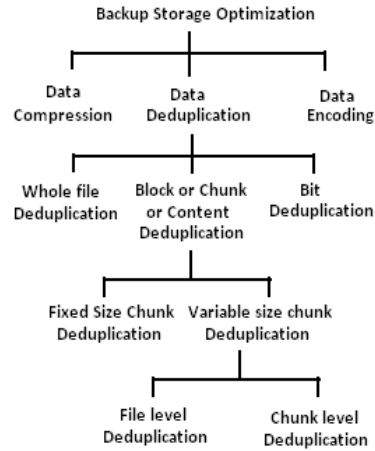 Backup Storage Optimization
Data
Compression
Data
Deduplication
Data
Encoding
Whole file
Deduplication
Block or Chunk
or Content
Deduplication
Bit
Deduplication
Fixed Size Chunk
Deduplication
Variable size chunk
Deduplication
File level
Deduplication
Chunk level
Deduplication